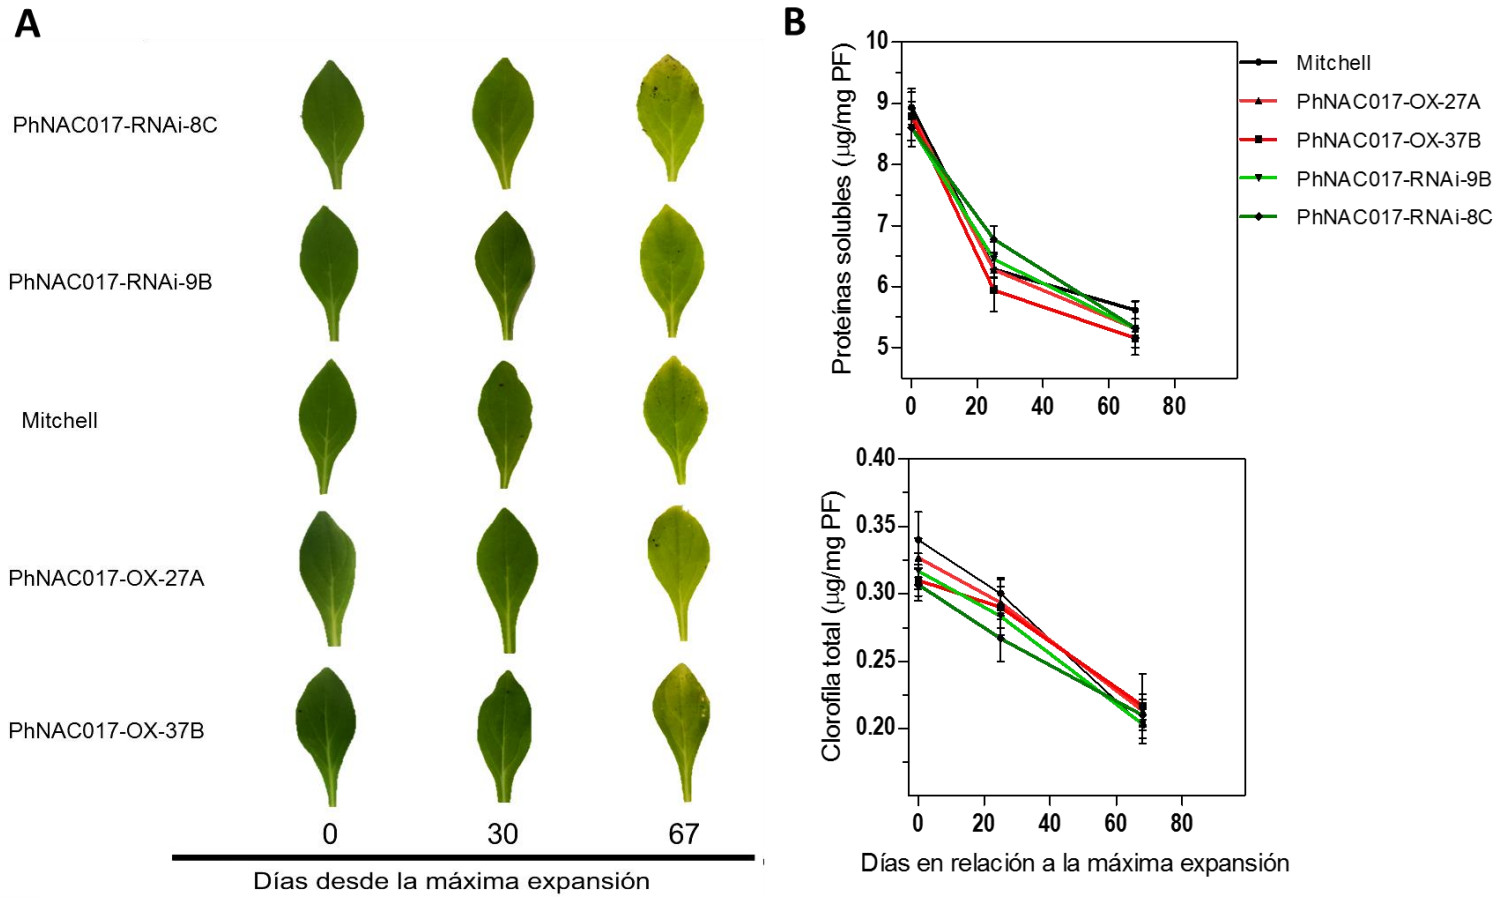 A
PhNAC017-RNAi-8C
PhNAC017-RNAi-9B
Mitchell
PhNAC017-OX-27A
PhNAC017-OX-37B
0 30 67
Días desde la máxima expansión
B
Proteínas solubles (μg/mg PF)
10
9
8
7
6
5
0 20 40 60 80
Mitchell
PhNAC017-OX-27A
PhNAC017-OX-37B
PhNAC017-RNAi-9B
PhNAC017-RNAi-8C
Clorofila total (μg/mg PF)
0.40
0.35
0.30
0.25
0.20
0 20 40 60 80
Días en relación a la máxima expansión